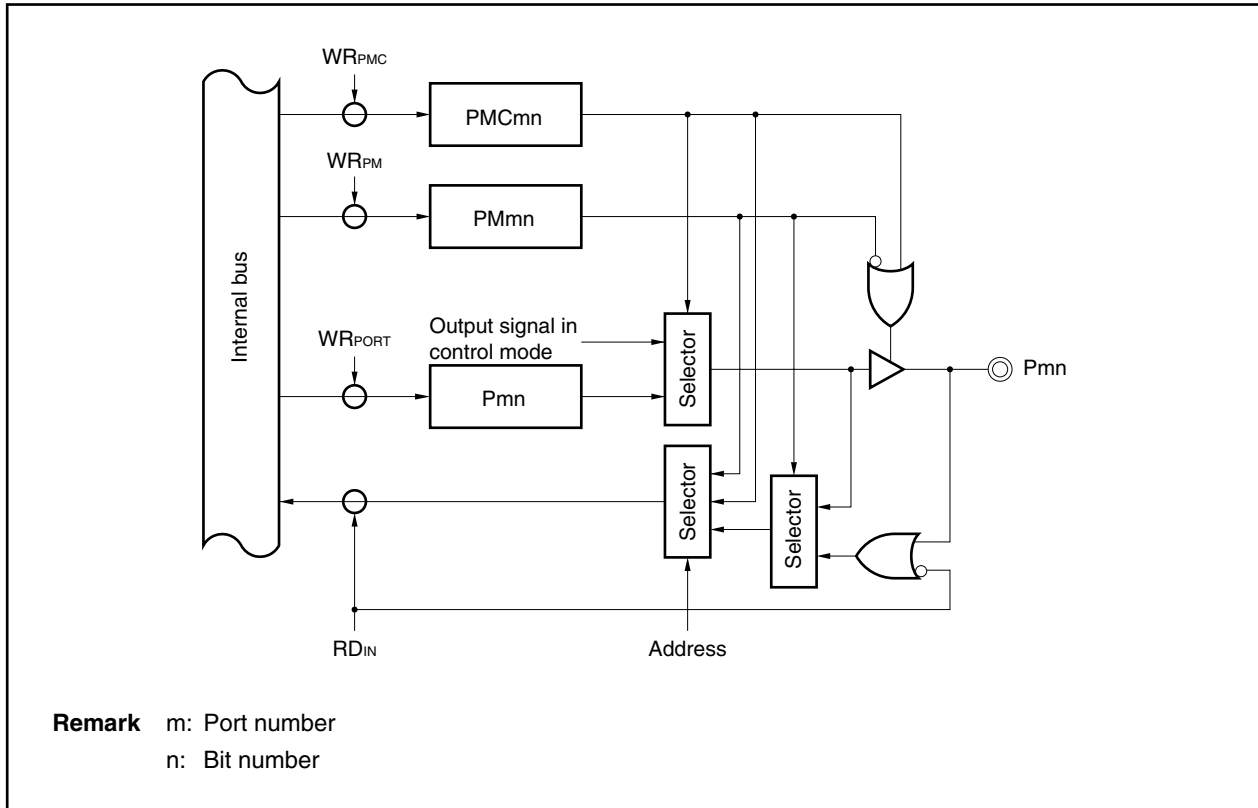 WRPMC
PMCmn
WRPM
PMmn
Internal bus
Output signal in
control mode
WRPORT
Pmn
Selector
Pmn
Selector
Selector
RDIN
Address
Remark m: Port number
n: Bit number